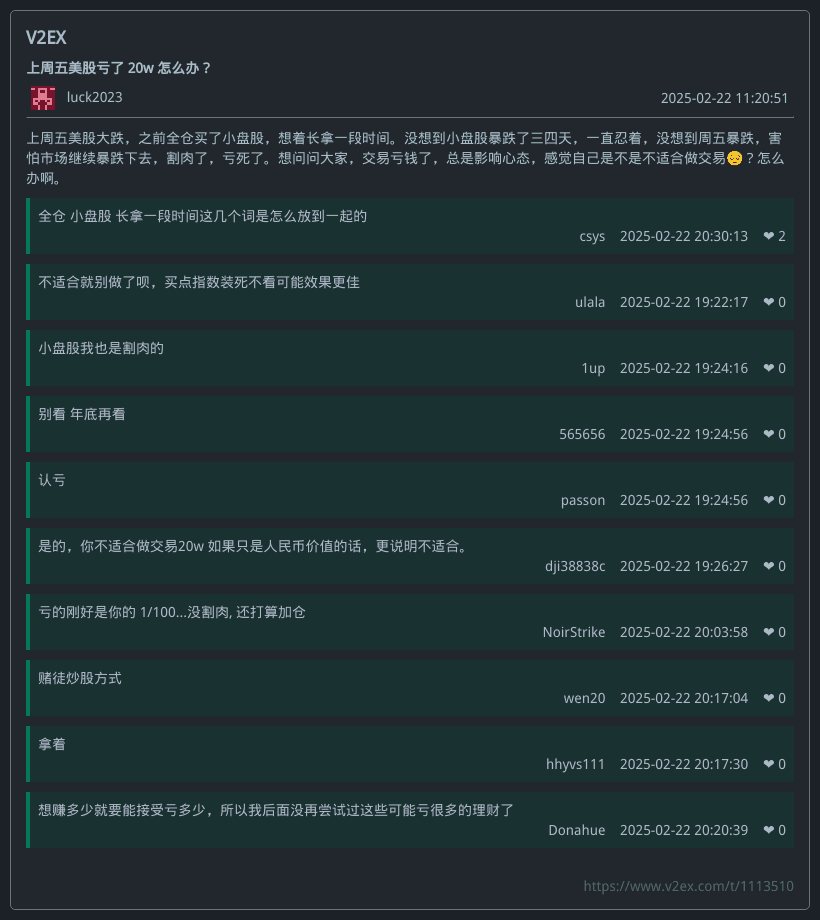 V2EX
上周五美股亏了 20w 怎么办？
luck2023
2025-02-22 11:20:51
上周五美股大跌，之前全仓买了小盘股，想着长拿一段时间。没想到小盘股暴跌了三四天，一直忍着，没想到周五暴跌，害
怕市场继续暴跌下去，割肉了，亏死了。想问问大家，交易亏钱了，总是影响心态，感觉自己是不是不适合做交易😔？怎么
办啊。
全仓 小盘股 长拿一段时间这几个词是怎么放到一起的
csys 2025-02-22 20:30:13 ❤ 2
不适合就别做了呗，买点指数装死不看可能效果更佳
ulala 2025-02-22 19:22:17 ❤ 0
小盘股我也是割肉的
1up 2025-02-22 19:24:16 ❤ 0
别看 年底再看
565656 2025-02-22 19:24:56 ❤ 0
认亏
passon 2025-02-22 19:24:56 ❤ 0
是的，你不适合做交易20w 如果只是人民币价值的话，更说明不适合。
dji38838c 2025-02-22 19:26:27 ❤ 0
亏的刚好是你的 1/100...没割肉, 还打算加仓
NoirStrike 2025-02-22 20:03:58 ❤ 0
赌徒炒股方式
wen20 2025-02-22 20:17:04 ❤ 0
拿着
hhyvs111 2025-02-22 20:17:30 ❤ 0
想赚多少就要能接受亏多少，所以我后面没再尝试过这些可能亏很多的理财了
Donahue 2025-02-22 20:20:39 ❤ 0
https://www.v2ex.com/t/1113510